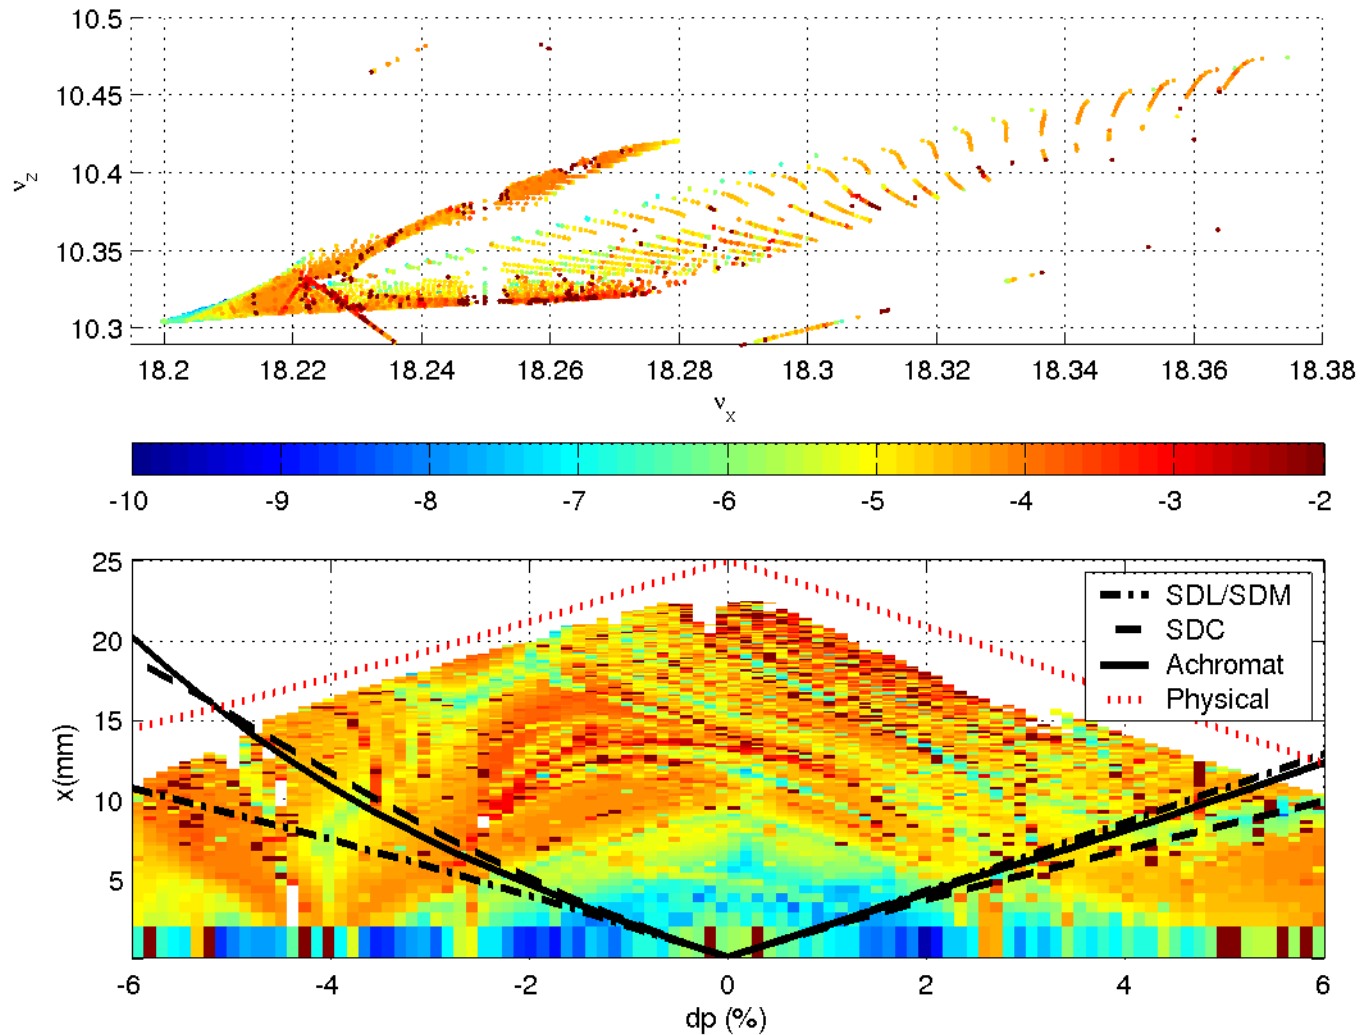 10.5
10.45
10.4
10.35
10.3
νz
18.2 18.22 18.24 18.26 18.28 18.3 18.32 18.34 18.36 18.38
νx
-10 -9 -8 -7 -6 -5 -4 -3 -2
25
20
15
10
5
x(mm)
SDL/SDM
SDC
Achromat
Physical
-6 -4 -2 0 2 4 6
dp (%)